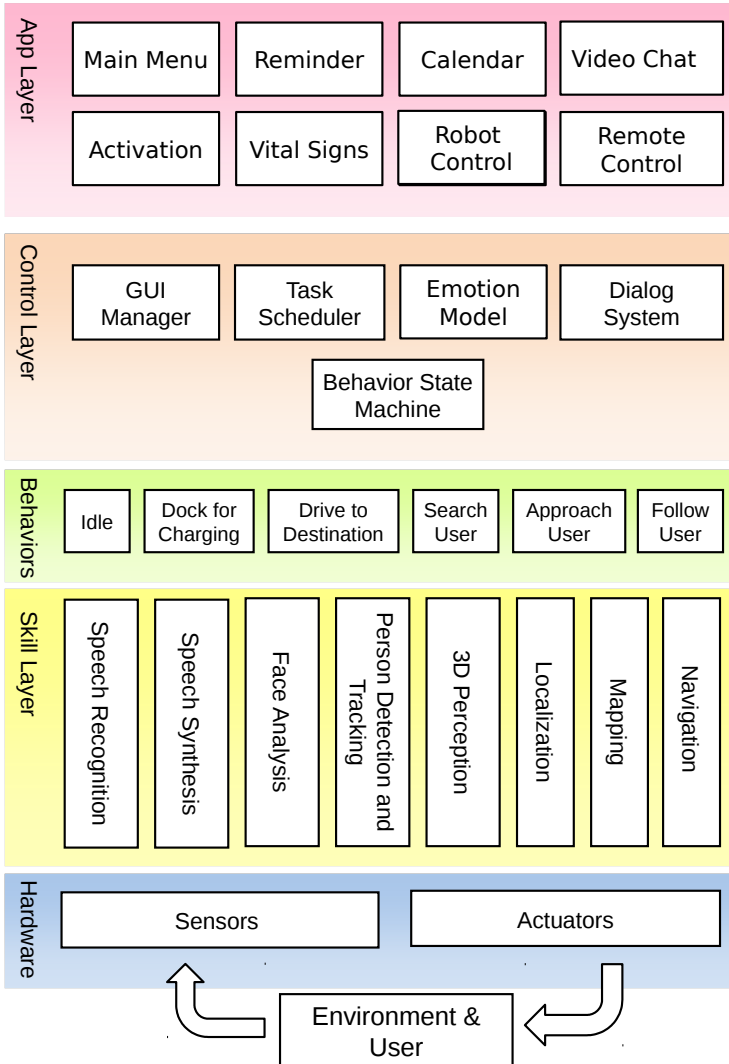 App Layer
Main Menu
Reminder
Calendar
Video Chat
Activation
Vital Signs
Robot
Control
Remote
Control
Control Layer
GUI
Manager
Task
Scheduler
Emotion
Model
Dialog
System
Behavior State
Machine
Behaviors
Idle
Dock for
Charging
Drive to
Destination
Search
User
Approach
User
Follow
User
Skill Layer
Speech Recognition
Speech Synthesis
Face Analysis
Person Detection and
Tracking
3D Perception
Localization
Mapping
Navigation
Hardware
Sensors
Actuators
Environment &
User